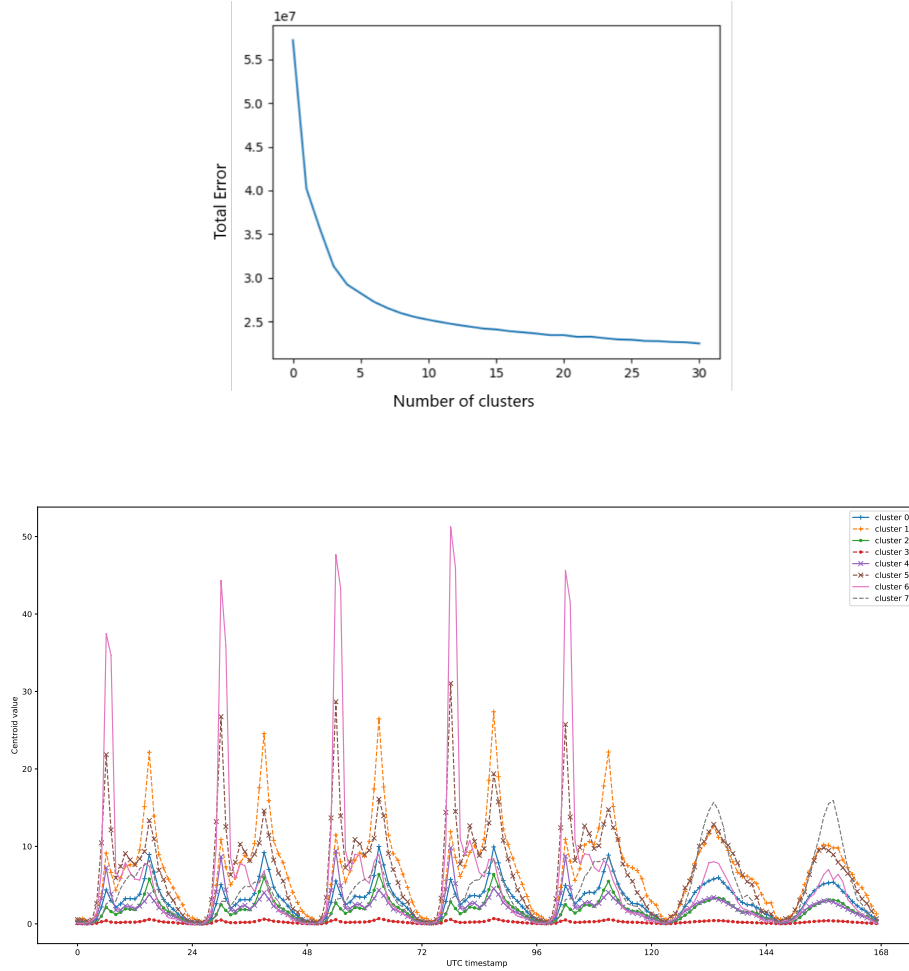 1e7
5.5
5.0
4.0
4.0
3.0
3.0
2.5
Total Error
0 5 10 15 20 25 30
Number of clusters
50
40
30
20
10
0
Centroid value
cluster 0
cluster 1
cluster 2
cluster 3
cluster 4
cluster 5
cluster 6
cluster 7
0 24 48 72 96 120 144 168
UTC timestamp